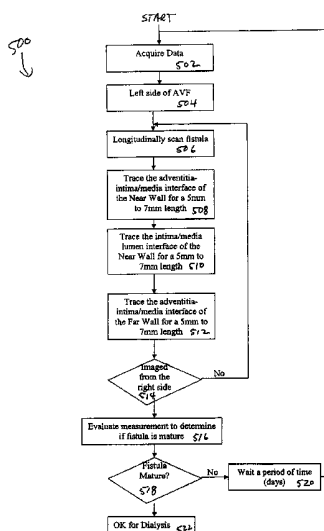 START
500
Acquire Data
502
Left side of AVF
504
Longitudinally scan fistula
506
Trace the adventitia-
intima/media interface of
the Near Wall for a 5mm
to 7mm length 508
Trace the intima/media
lumen interface of the
Near Wall for a 5mm to
7mm length 510
Trace the adventitia-
intima/media interface of
the Far Wall for a 5mm to
7mm length 512
Imaged
from the
right side
514
No
Evaluate measurement to determine
if fistula is mature 516
Fistula
Mature?
518
No
Wait a period of time
(days) 520
OK for Dialysis 522